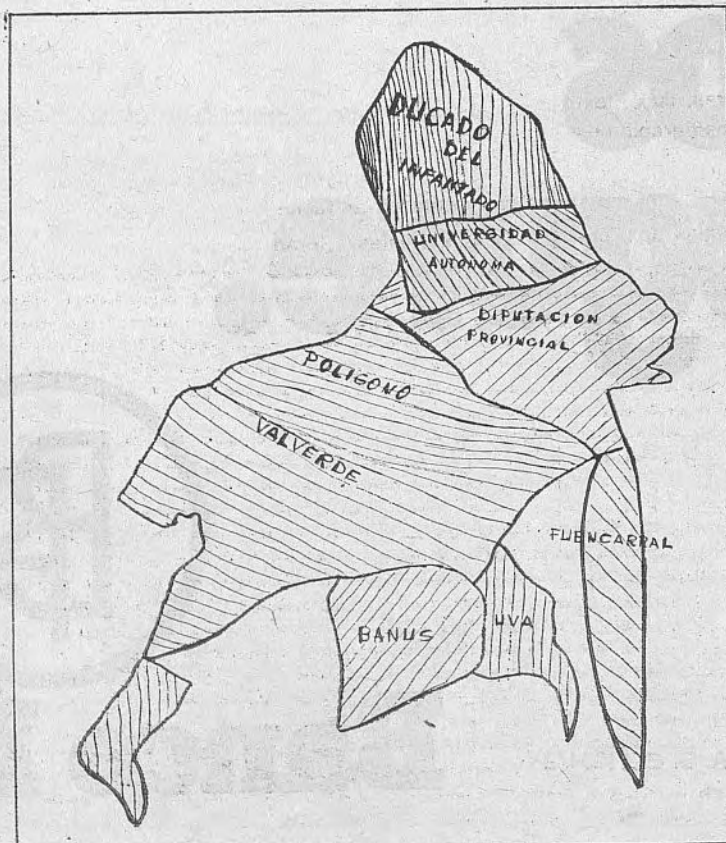 DUCADO
DEL
INFANTADO
UNIVERSIDAD
AUTONOMA
DIPUTACION
PROVINCIAL
POLIGONO
VALVERDE
FUENCARRAL
BANUS
UVA